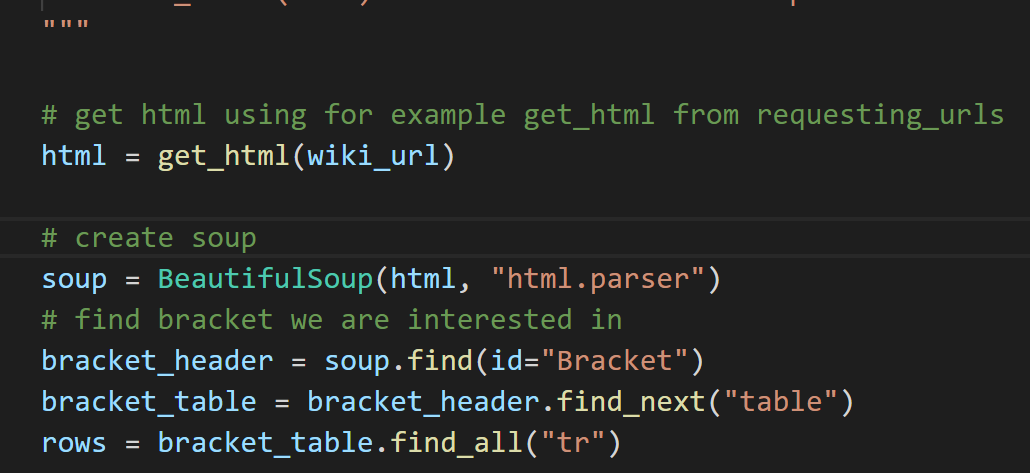 """
# get html using for example get_html from requesting_urls
html = get_html(wiki_url)
# create soup
soup = BeautifulSoup(html, "html.parser")
# find bracket we are interested in
bracket_header = soup.find(id="Bracket")
bracket_table = bracket_header.find_next("table")
rows = bracket_table.find_all("tr")